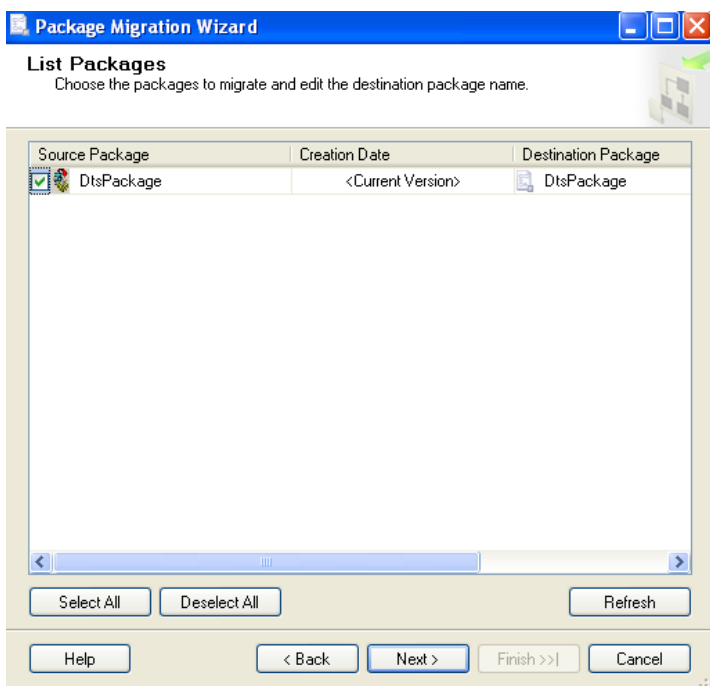 Package Migration Wizard
List Packages
Choose the packages to migrate and edit the destination package name.
Source Package Creation Date Destination Package
DtsPackage <Current Version> DtsPackage
Select All Deselect All Refresh
Help < Back Next > Finish >>| Cancel